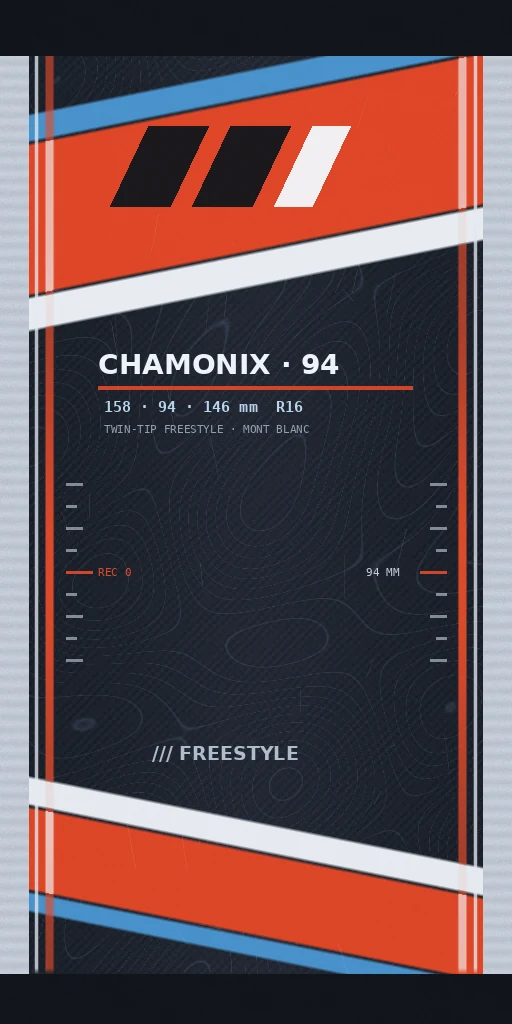 CHAMONIX · 94
158 · 94 · 146 mm  R16
TWIN-TIP FREESTYLE · MONT BLANC
REC 0
94 MM
/// FREESTYLE